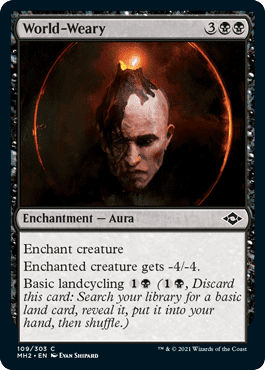 World-Weary 3
Enchantment — Aura
Enchant creature
Enchanted creature gets -4/-4.
Basic landcycling 1 ( 1 , Discard
this card: Search your library for a basic
land card, reveal it, put it into your
hand, then shuffle.)
109/303 C
MH2 • EN Evan Shipard
™ & © 2021 Wizards of the Coast